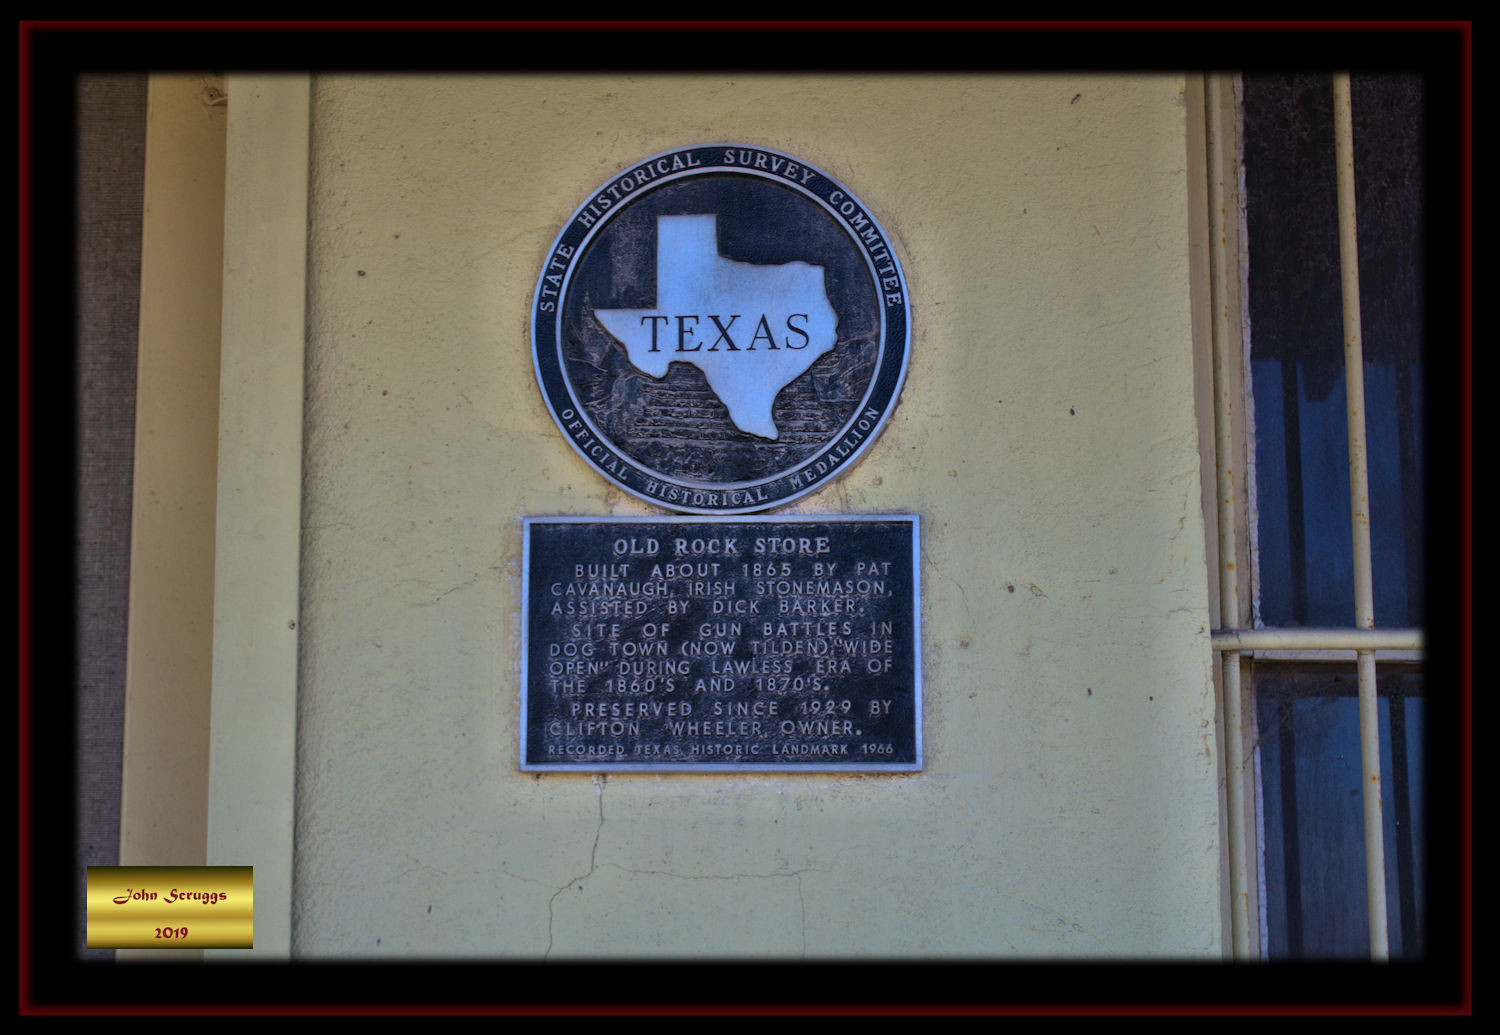 STATE HISTORICAL SURVEY COMMITTEE
TEXAS
OFFICIAL HISTORICAL MEDALLION
OLD ROCK STORE
BUILT ABOUT 1865 BY PAT
CAVANAUGH, IRISH STONEMASON,
ASSISTED BY DICK BARKER.
SITE OF GUN BATTLES IN
DOG TOWN (NOW TILDEN), "WIDE
OPEN" DURING LAWLESS ERA OF
THE 1860'S AND 1870'S.
PRESERVED SINCE 1929 BY
CLIFTON WHEELER, OWNER.
RECORDED TEXAS HISTORIC LANDMARK 1966
John Scruggs
2019